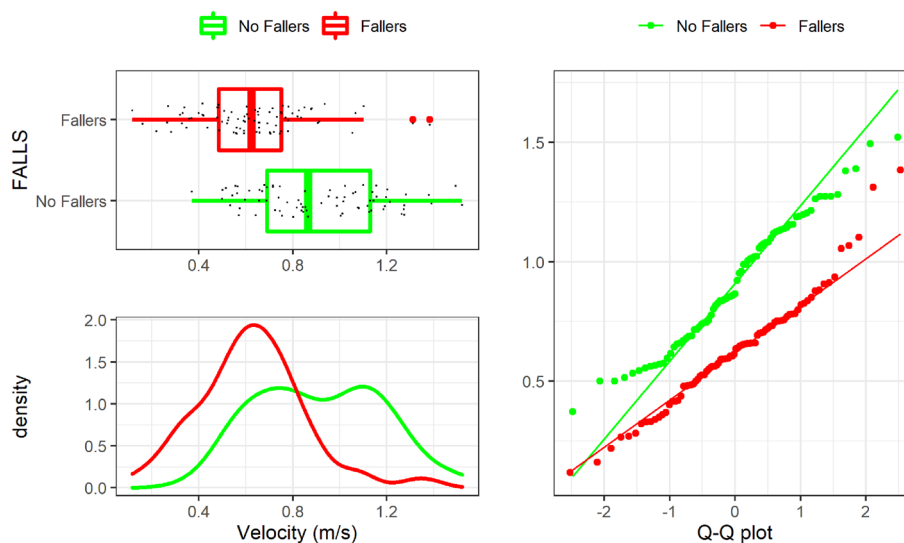 No Fallers Fallers
FALLS
Fallers
No Fallers
0.4 0.8 1.2
density
2.0
1.5
1.0
0.5
0.0
0.4 0.8 1.2
Velocity (m/s)
No Fallers Fallers
1.5
1.0
0.5
-2 -1 0 1 2
Q-Q plot